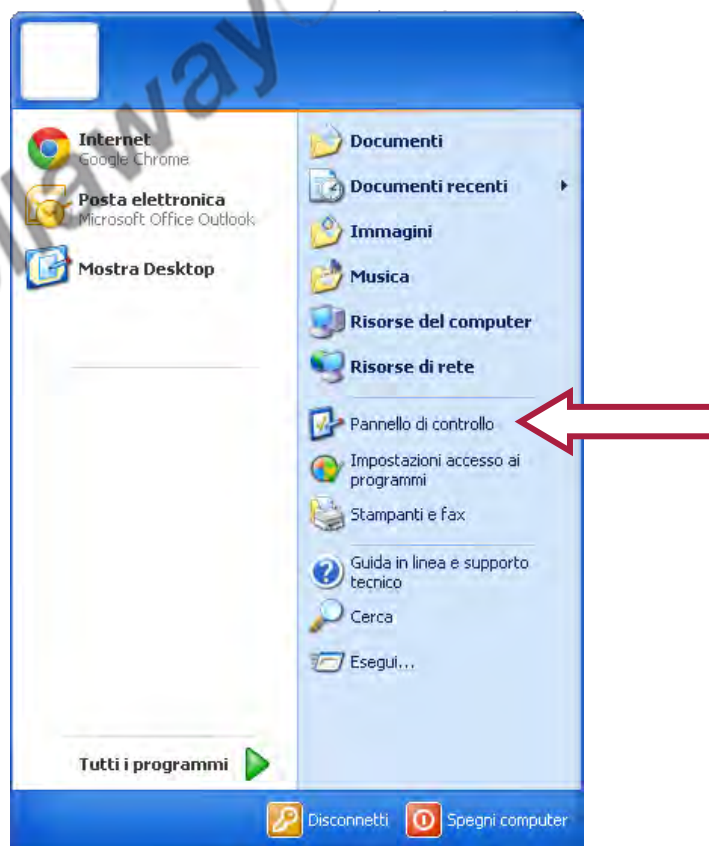 Internet
Google Chrome
Posta elettronica
Microsoft Office Outlook
Mostra Desktop
Tutti i programmi
Documenti
Documenti recenti
Immagini
Musica
Risorse del computer
Risorse di rete
Pannello di controllo
Impostazioni accesso ai
programmi
Stampanti e fax
Guida in linea e supporto
tecnico
Cerca
Esegui...
Disconnetti
Spegni computer